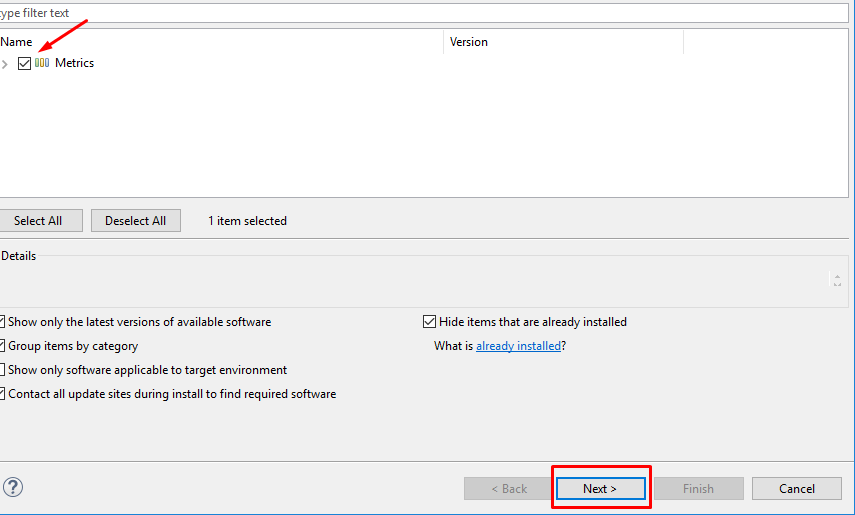 type filter text
Name Version
Metrics
Select All Deselect All 1 item selected
Details
Show only the latest versions of available software Hide items that are already installed
Group items by category What is already installed?
Show only software applicable to target environment
Contact all update sites during install to find required software
? < Back Next > Finish Cancel